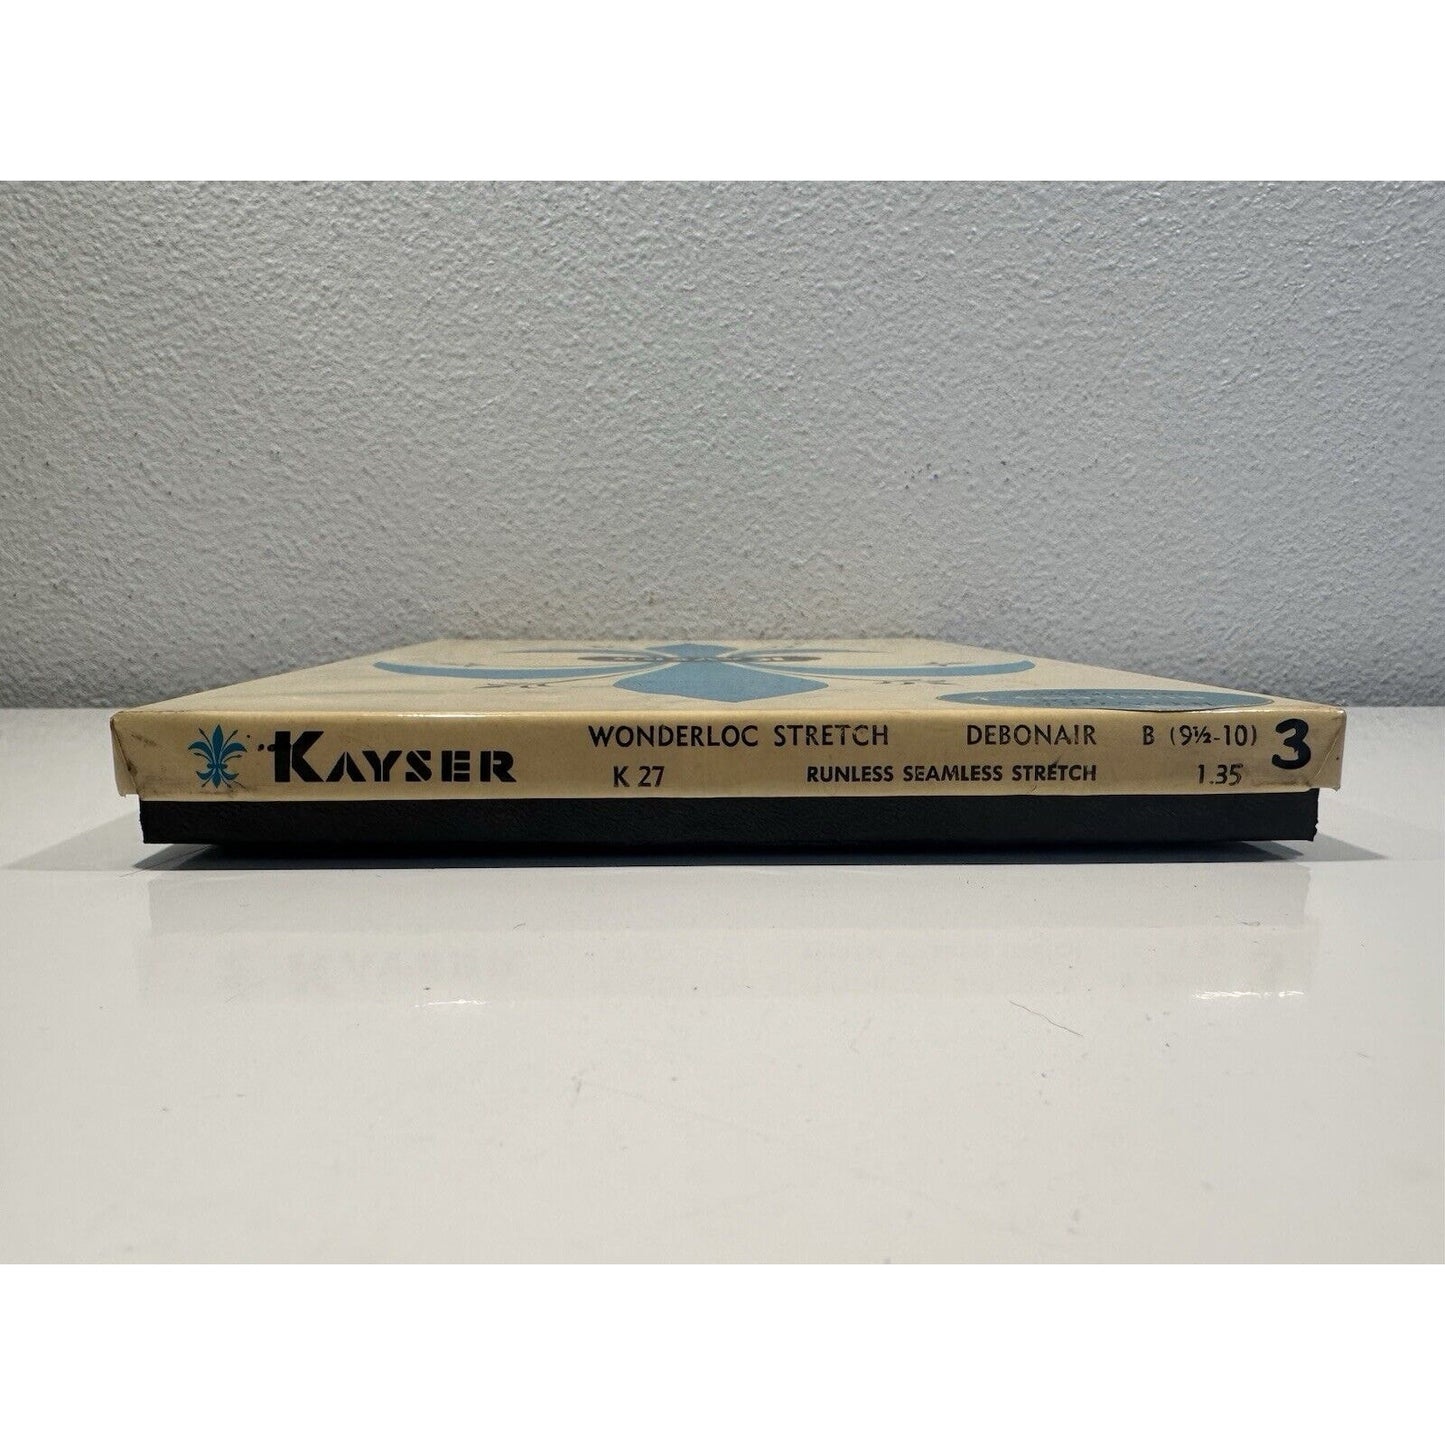 KAYSER WONDERLOC STRETCH DEBONAIR B (9½-10) 3
K 27 RUNLESS SEAMLESS STRETCH 1.35